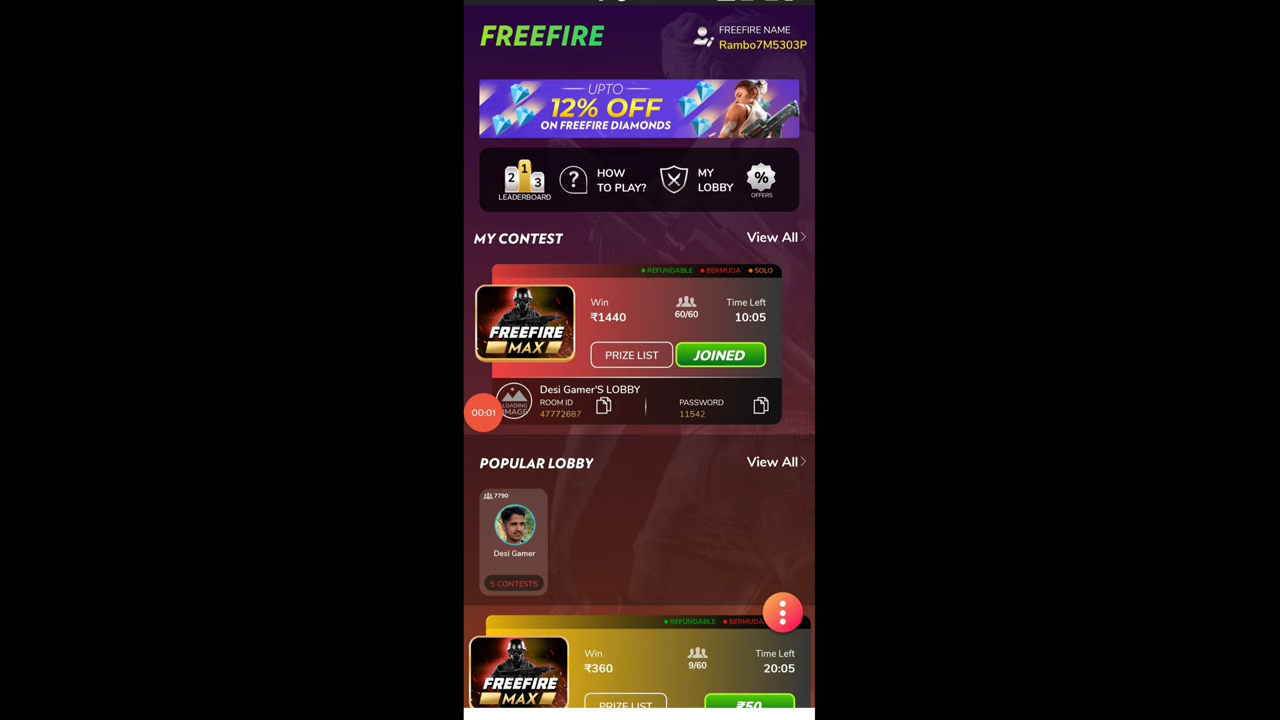 FREEFIRE
FREEFIRE NAME
Rambo7M5303P
UPTO
12% OFF
ON FREEFIRE DIAMONDS
2 1 3
LEADERBOARD
?
HOW
TO PLAY?
MY
LOBBY
%
OFFERS
MY CONTEST
View All
REFUNDABLE BERMUDA SOLO
FREEFIRE
MAX
Win
₹1440
60/60
Time Left
10:05
PRIZE LIST
JOINED
LOADING
IMAGE
Desi Gamer'S LOBBY
ROOM ID
47772687
PASSWORD
11542
00:01
POPULAR LOBBY
View All
7790
Desi Gamer
5 CONTESTS
REFUNDABLE BERMUDA
FREEFIRE
MAX
Win
₹360
9/60
Time Left
20:05
PRIZE LIST
₹50